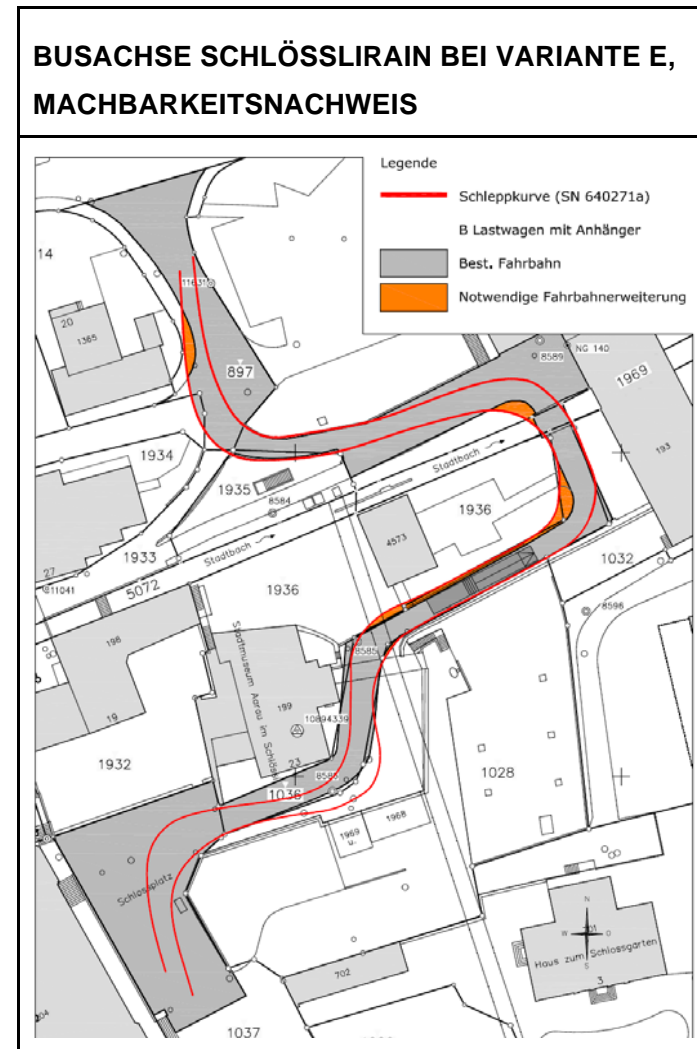 BUSACHSE SCHLÖSSLIRAIN BEI VARIANTE E,
MACHBARKEITSNACHWEIS
Legende
Schleppkurve (SN 640271a)
B Lastwagen mit Anhänger
Best. Fahrbahn
Notwendige Fahrbahnerweiterung
14
20
1365
11631
897
8589
NG 140
1969
193
1934
1935
8584
Stadtbach
1936
4573
1933
Stadtbach
27
11041
5072
1936
1032
8596
196
19
Stadtmuseum Aarau im Schlössli
199
8585
10894339
1932
23
8586
1036
1028
1968
1969
u.
Schlossplatz
N
W
O
S
101
Haus zum Schlossgarten
3
702
1037